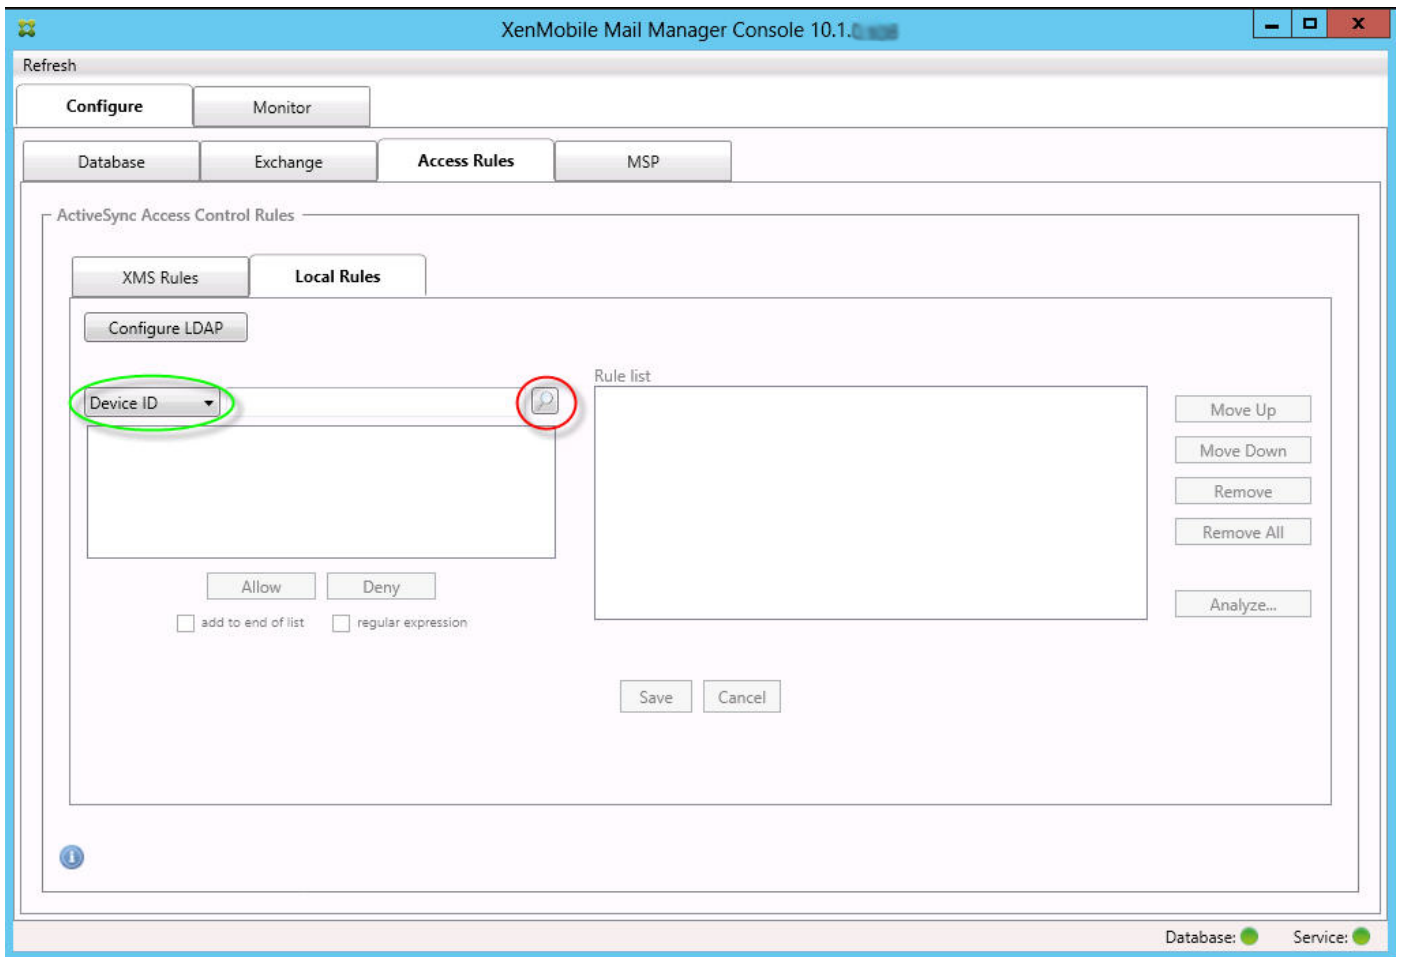 XenMobile Mail Manager Console 10.1.
Refresh
Configure Monitor
Database Exchange Access Rules MSP
ActiveSync Access Control Rules
XMS Rules Local Rules
Configure LDAP
Rule list
Device ID
Move Up
Move Down
Remove
Remove All
Allow Deny
Analyze...
add to end of list regular expression
Save Cancel
Database: Service: